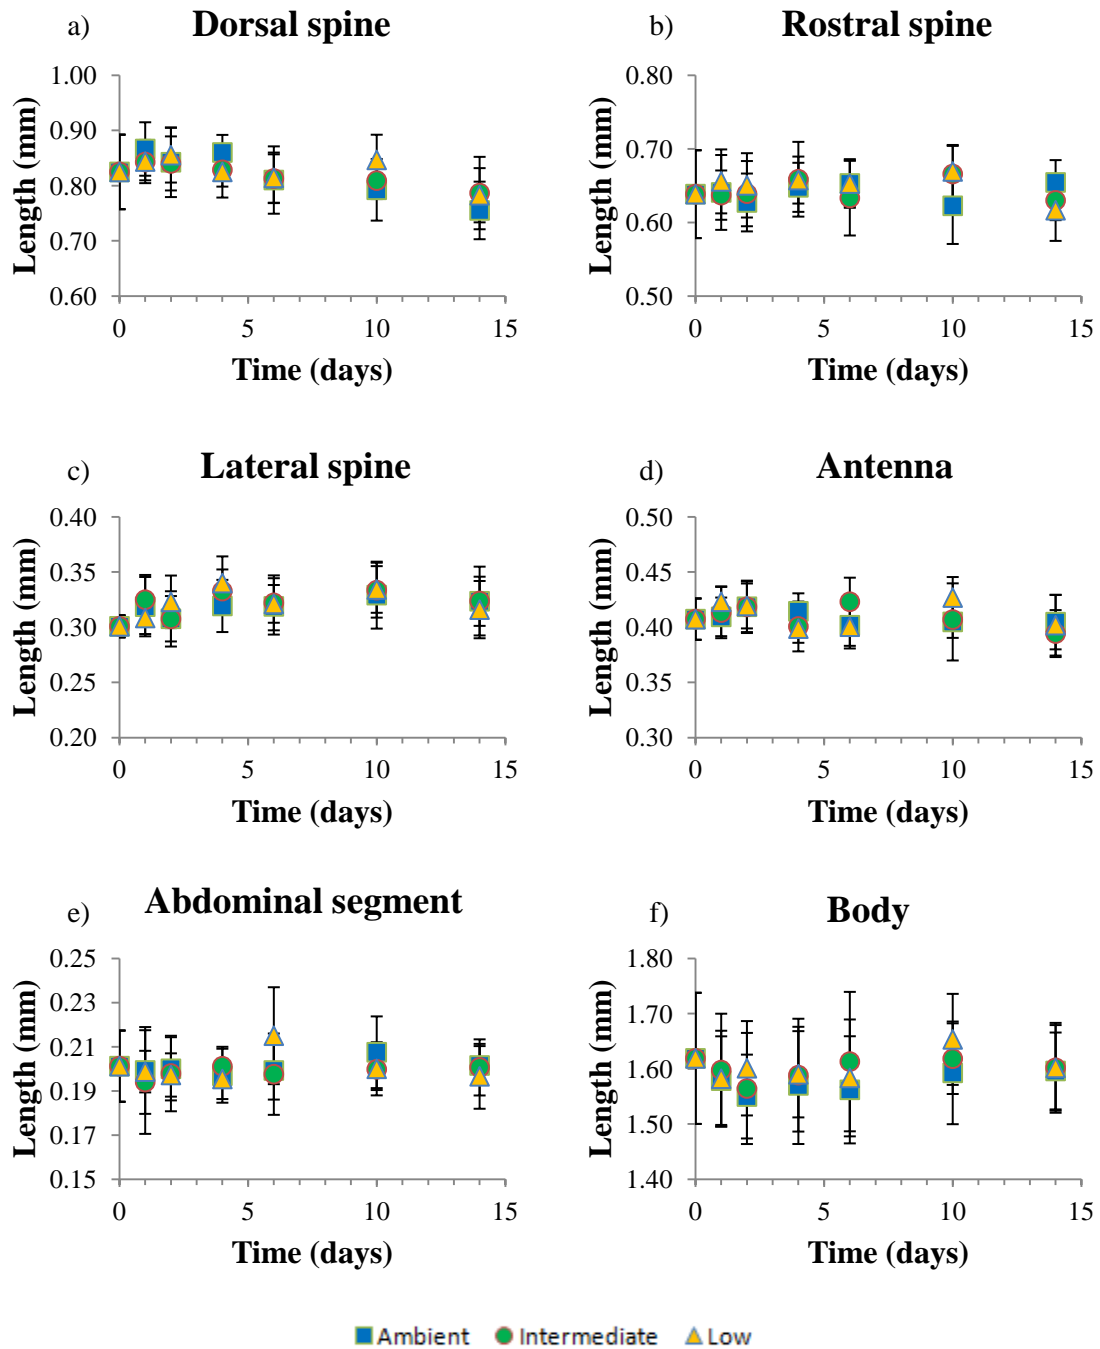 a) Dorsal spine
b) Rostral spine
1.00
0.90
0.80
0.70
0.60
Length (mm)
0 5 10 15
Time (days)
0.80
0.70
0.60
0.50
Length (mm)
0 5 10 15
Time (days)
c) Lateral spine
d) Antenna
0.40
0.35
0.30
0.25
0.20
Length (mm)
0 5 10 15
Time (days)
0.50
0.45
0.40
0.35
0.30
Length (mm)
0 5 10 15
Time (days)
e) Abdominal segment
f) Body
0.25
0.23
0.21
0.19
0.17
0.15
Length (mm)
0 5 10 15
Time (days)
1.80
1.70
1.60
1.50
1.40
Length (mm)
0 5 10 15
Time (days)
Ambient Intermediate Low